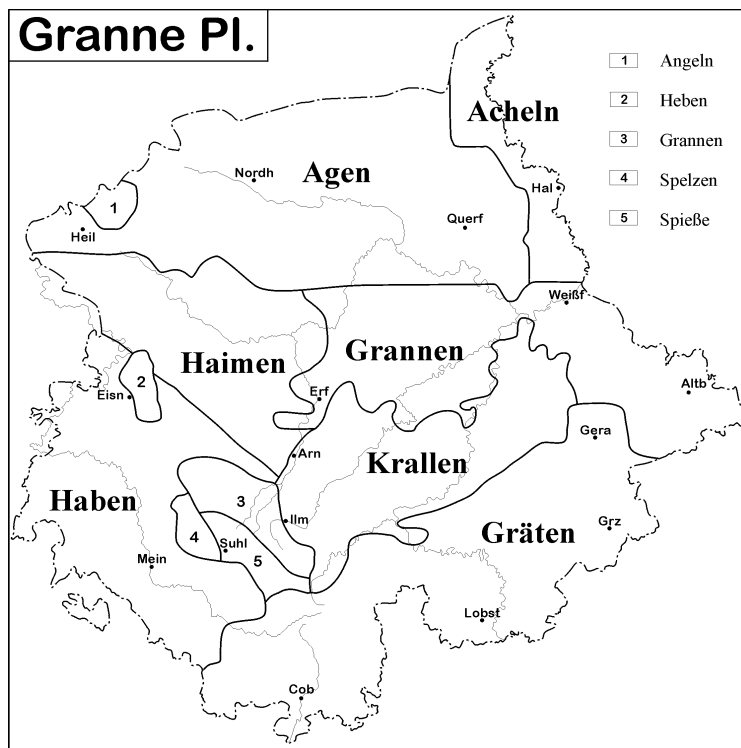 Granne Pl.
1 Angeln
2 Heben
3 Grannen
4 Spelzen
5 Spieße
Acheln
Agen
Nordh
Hal
1
Querf
Heil
Weißf
Haimen
Grannen
2
Eisn
Erf
Altb
Gera
Arn
Krallen
Haben
3
Ilm
Gräten
Grz
4
Suhl
5
Mein
Lobst
Cob